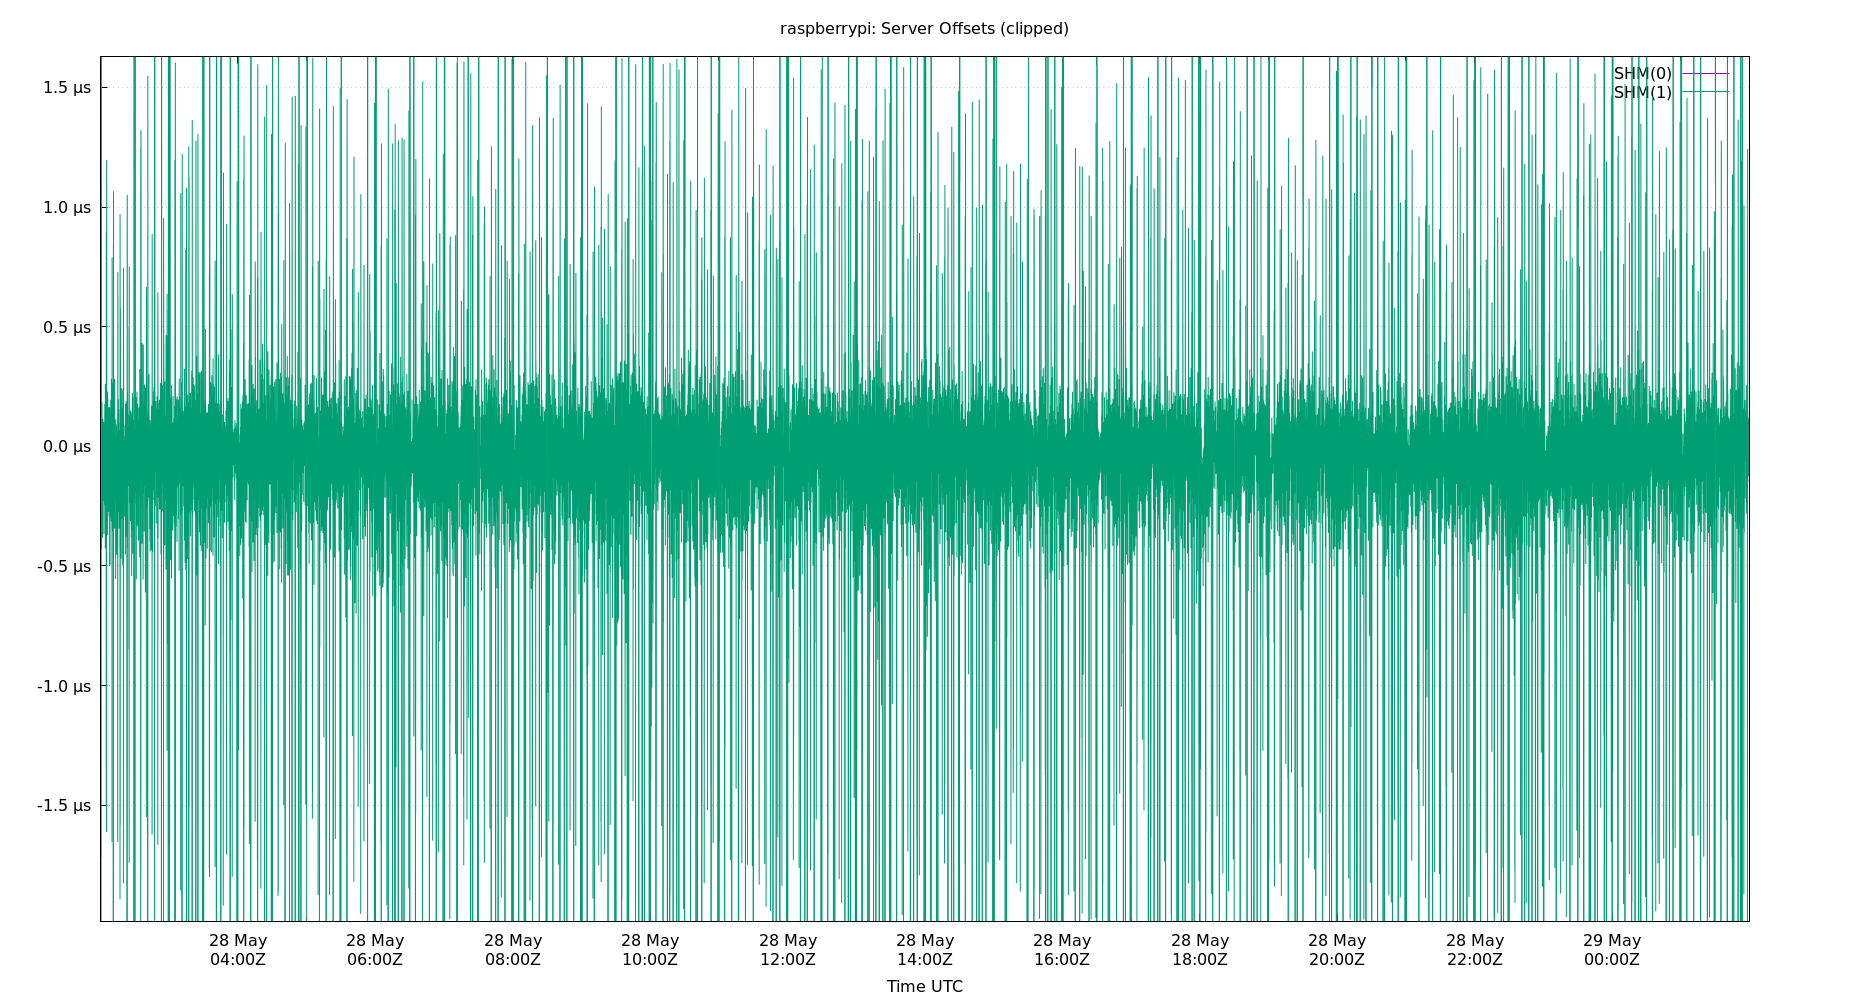 raspberrypi: Server Offsets (clipped)
SHM(0)
SHM(1)
1.5 µs
1.0 µs
0.5 µs
0.0 µs
-0.5 µs
-1.0 µs
-1.5 µs
28 May 28 May 28 May 28 May 28 May 28 May 28 May 28 May 28 May 28 May 29 May
04:00Z 06:00Z 08:00Z 10:00Z 12:00Z 14:00Z 16:00Z 18:00Z 20:00Z 22:00Z 00:00Z
Time UTC